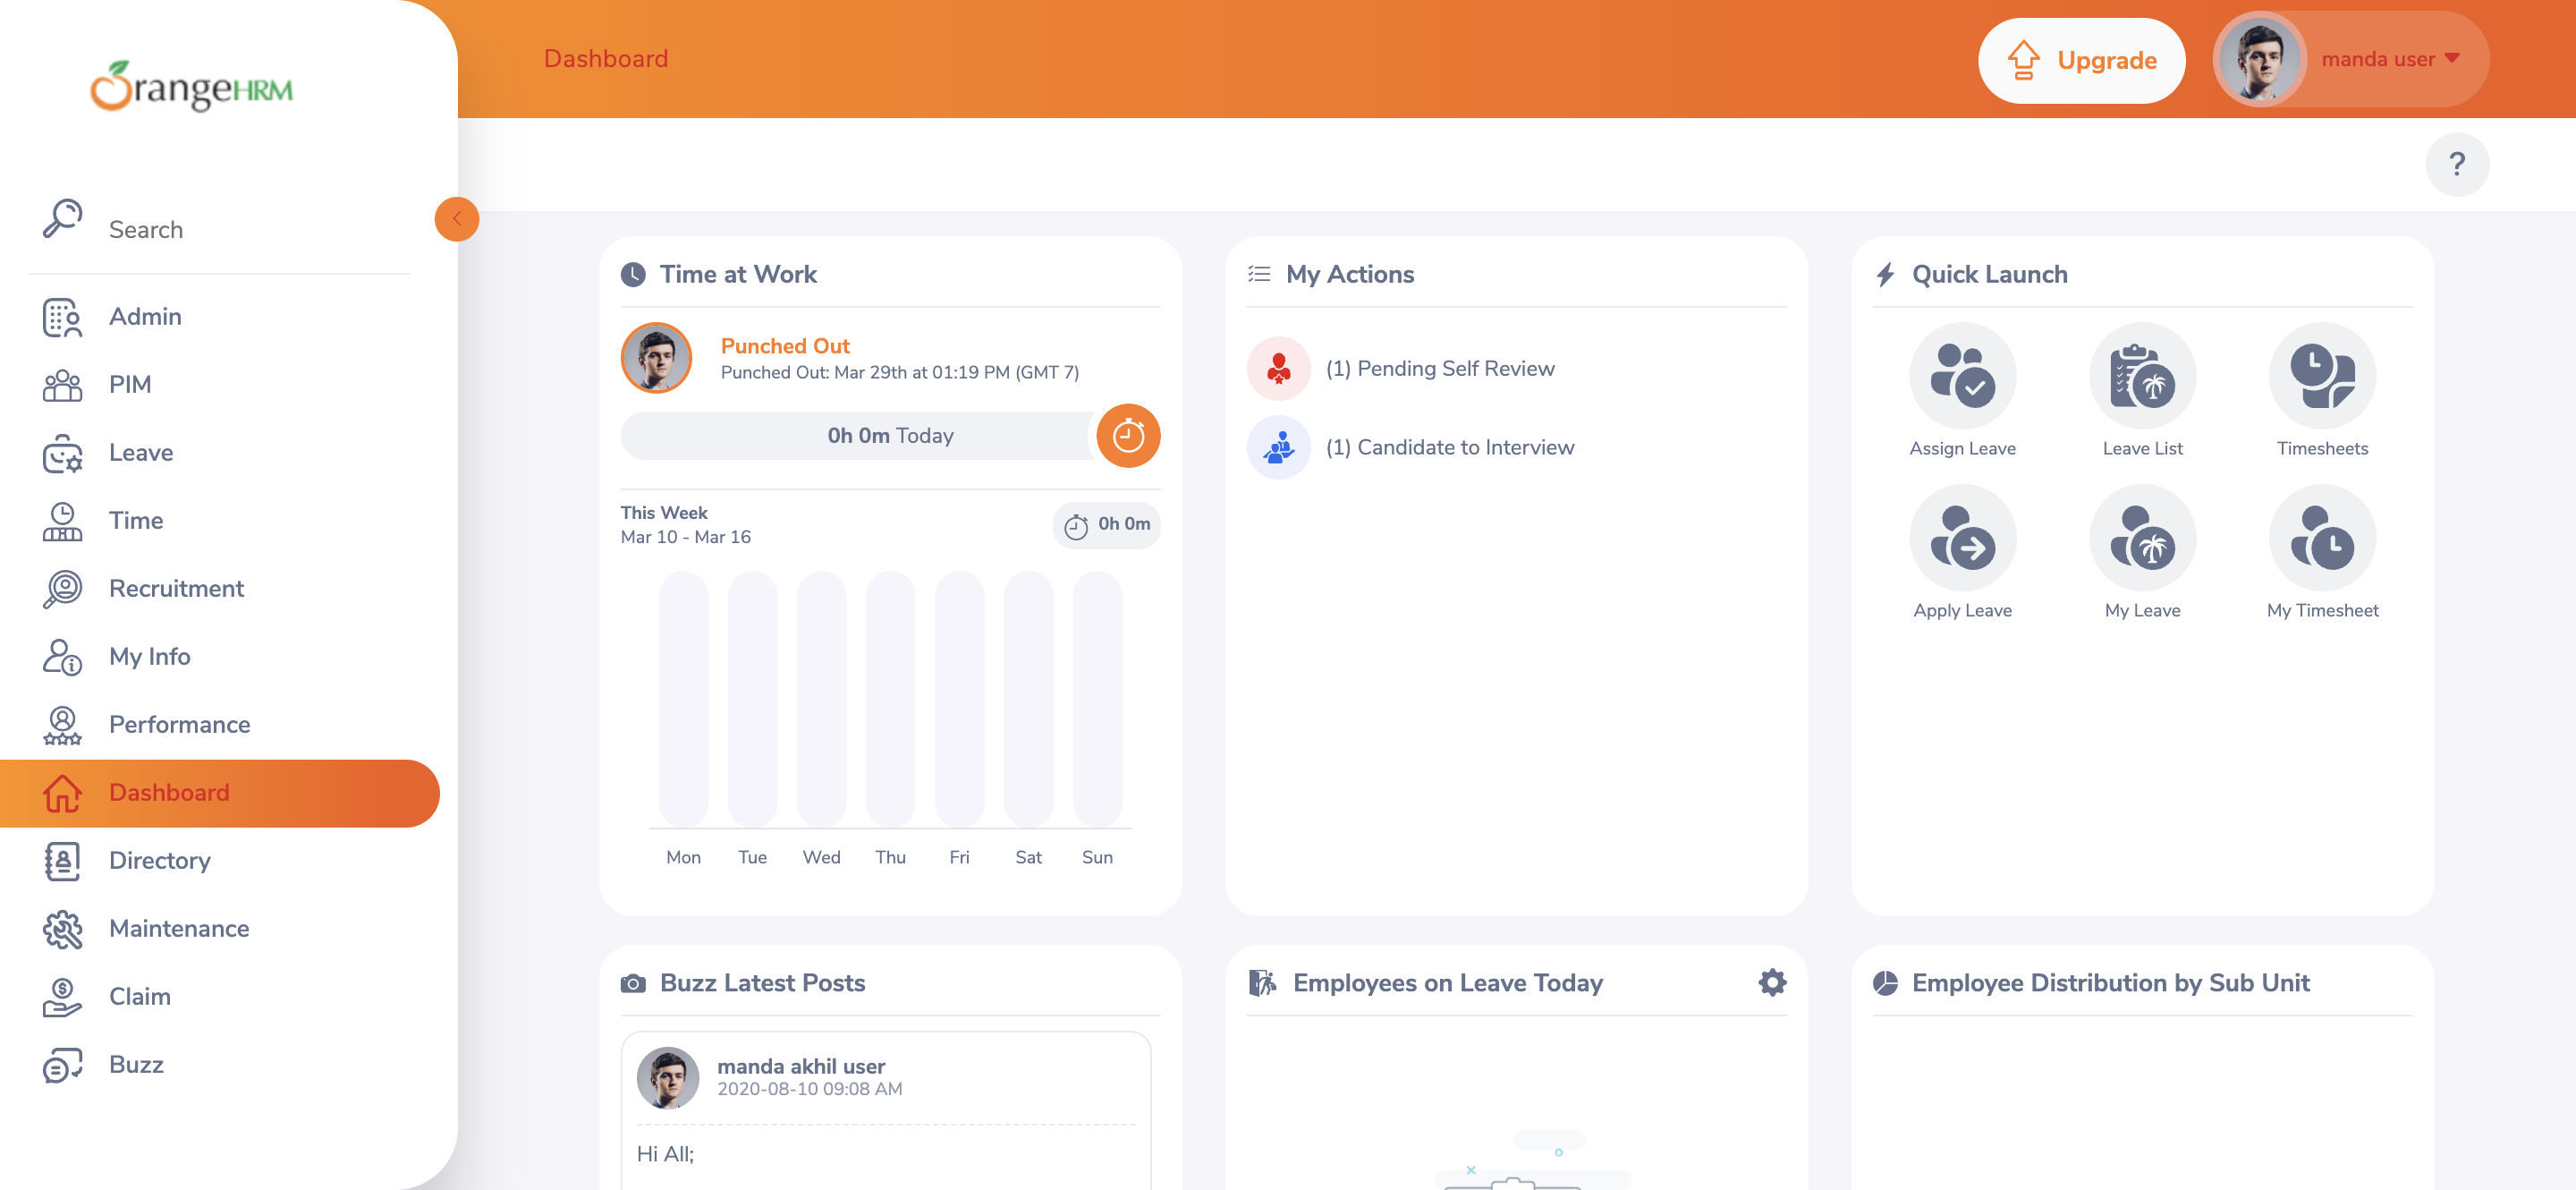 OrangeHRM
Search
Admin
PIM
Leave
Time
Recruitment
My Info
Performance
Dashboard
Directory
Maintenance
Claim
Buzz
Dashboard
Upgrade
manda user
?
Time at Work
Punched Out
Punched Out: Mar 29th at 01:19 PM (GMT 7)
0h 0m Today
This Week
Mar 10 - Mar 16
0h 0m
Mon Tue Wed Thu Fri Sat Sun
My Actions
(1) Pending Self Review
(1) Candidate to Interview
Quick Launch
Assign Leave
Leave List
Timesheets
Apply Leave
My Leave
My Timesheet
Buzz Latest Posts
manda akhil user
2020-08-10 09:08 AM
Hi All;
Employees on Leave Today
Employee Distribution by Sub Unit